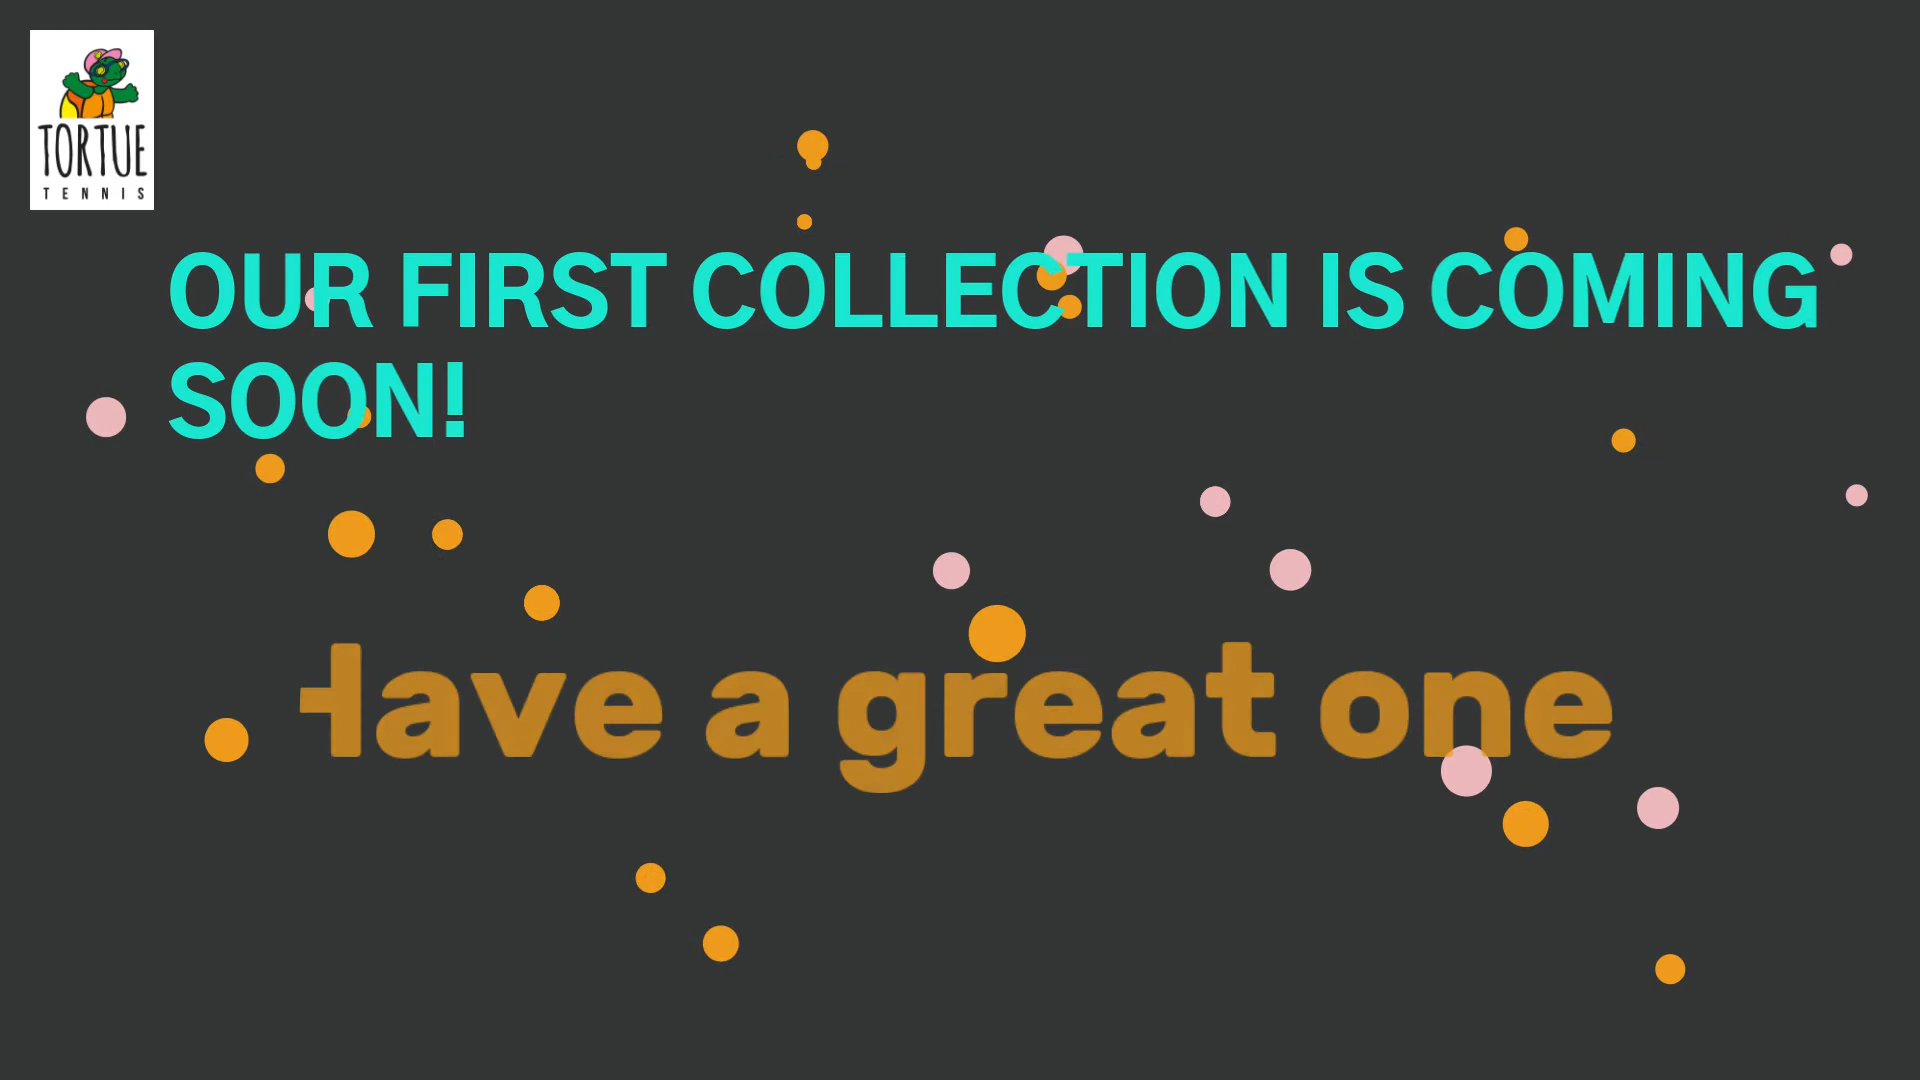 TORTUE
TENNIS
OUR FIRST COLLECTION IS COMING
SOON!
Have a great one